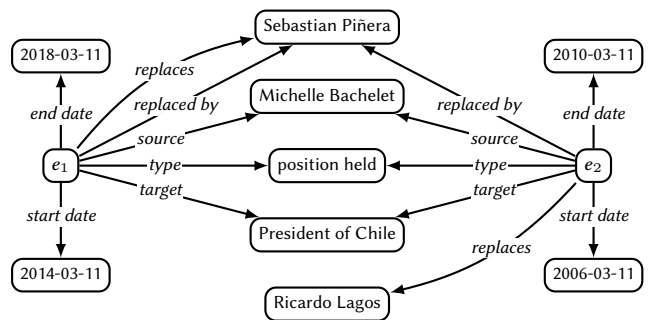 Sebastian Piñera
2018-03-11
2010-03-11
replaces
Michelle Bachelet
end date
replaced by
replaced by
end date
source
source
e1
type
position held
type
e2
target
target
start date
President of Chile
start date
replaces
2014-03-11
2006-03-11
Ricardo Lagos